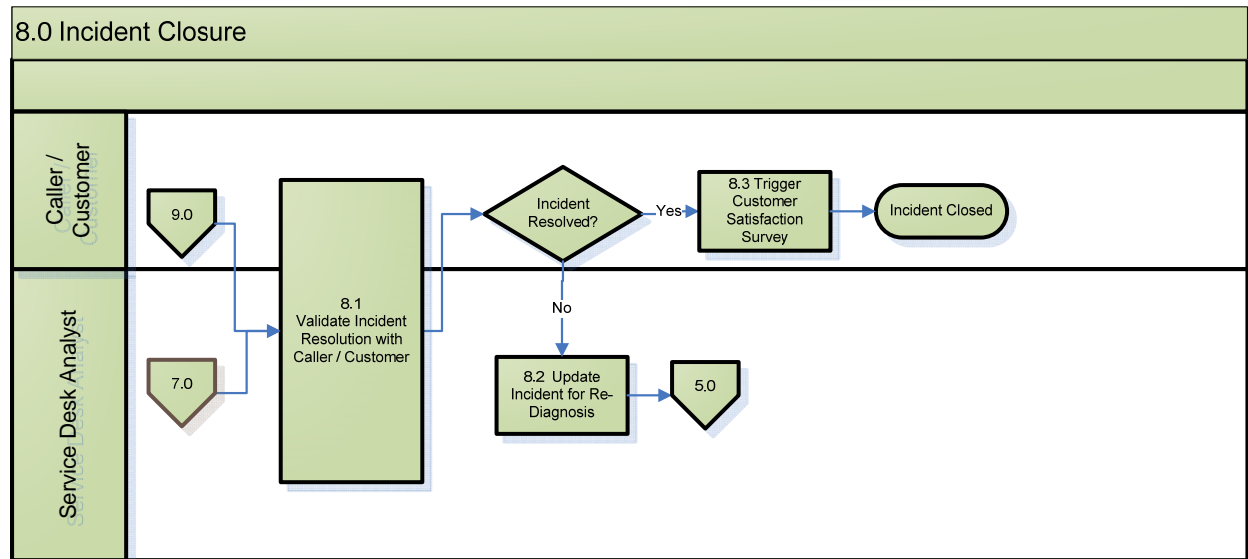 8.0 Incident Closure
Caller /
Customer
9.0
8.1
Validate Incident
Resolution with
Caller / Customer
Incident
Resolved?
Yes
8.3 Trigger
Customer
Satisfaction
Survey
Incident Closed
No
Service Desk Analyst
7.0
8.2 Update
Incident for Re-
Diagnosis
5.0